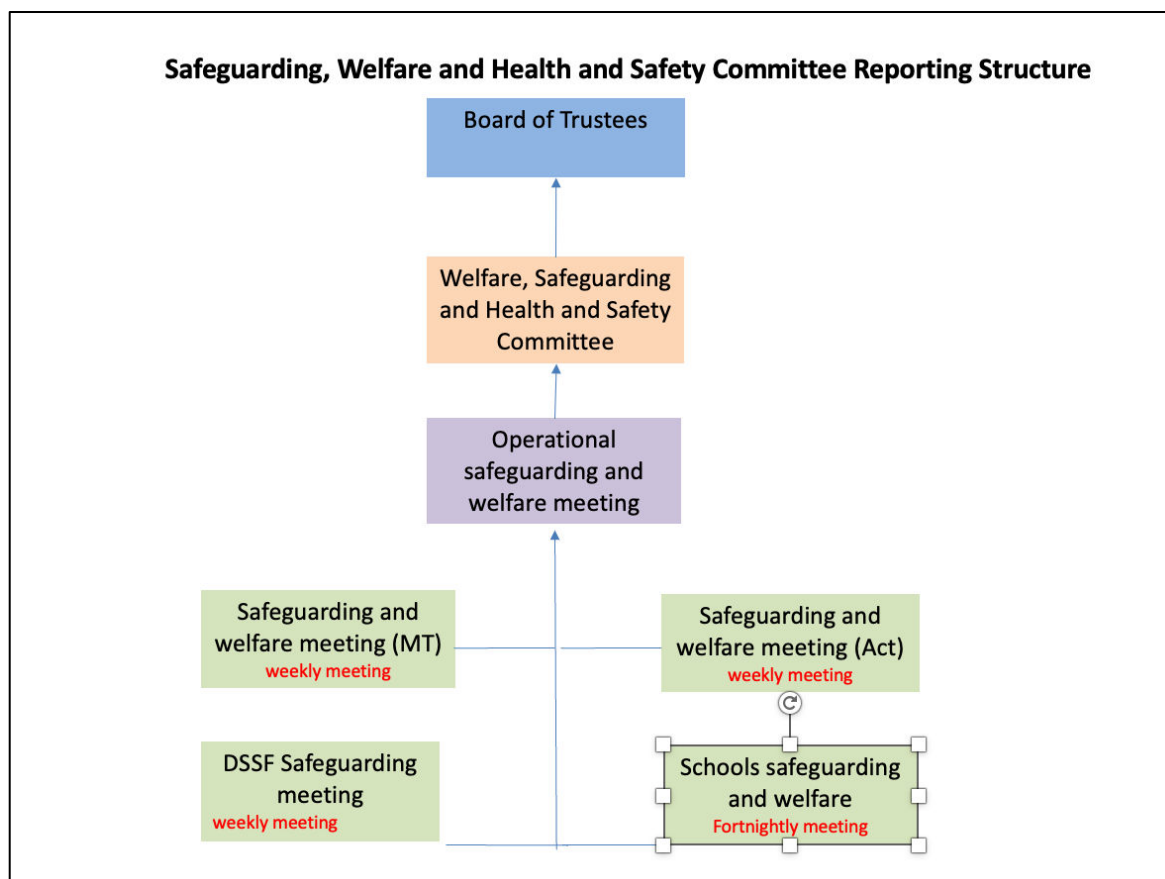 Safeguarding, Welfare and Health and Safety Committee Reporting Structure
Board of Trustees
Welfare, Safeguarding
and Health and Safety
Committee
Operational
safeguarding and
welfare meeting
Safeguarding and
welfare meeting (MT)
weekly meeting
Safeguarding and
welfare meeting (Act)
weekly meeting
DSSF Safeguarding
meeting
weekly meeting
Schools safeguarding
and welfare
Fortnightly meeting